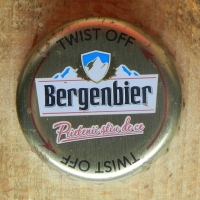 TWIST OFF
Bergenbier
Prietenii știu de ce
TWIST OFF